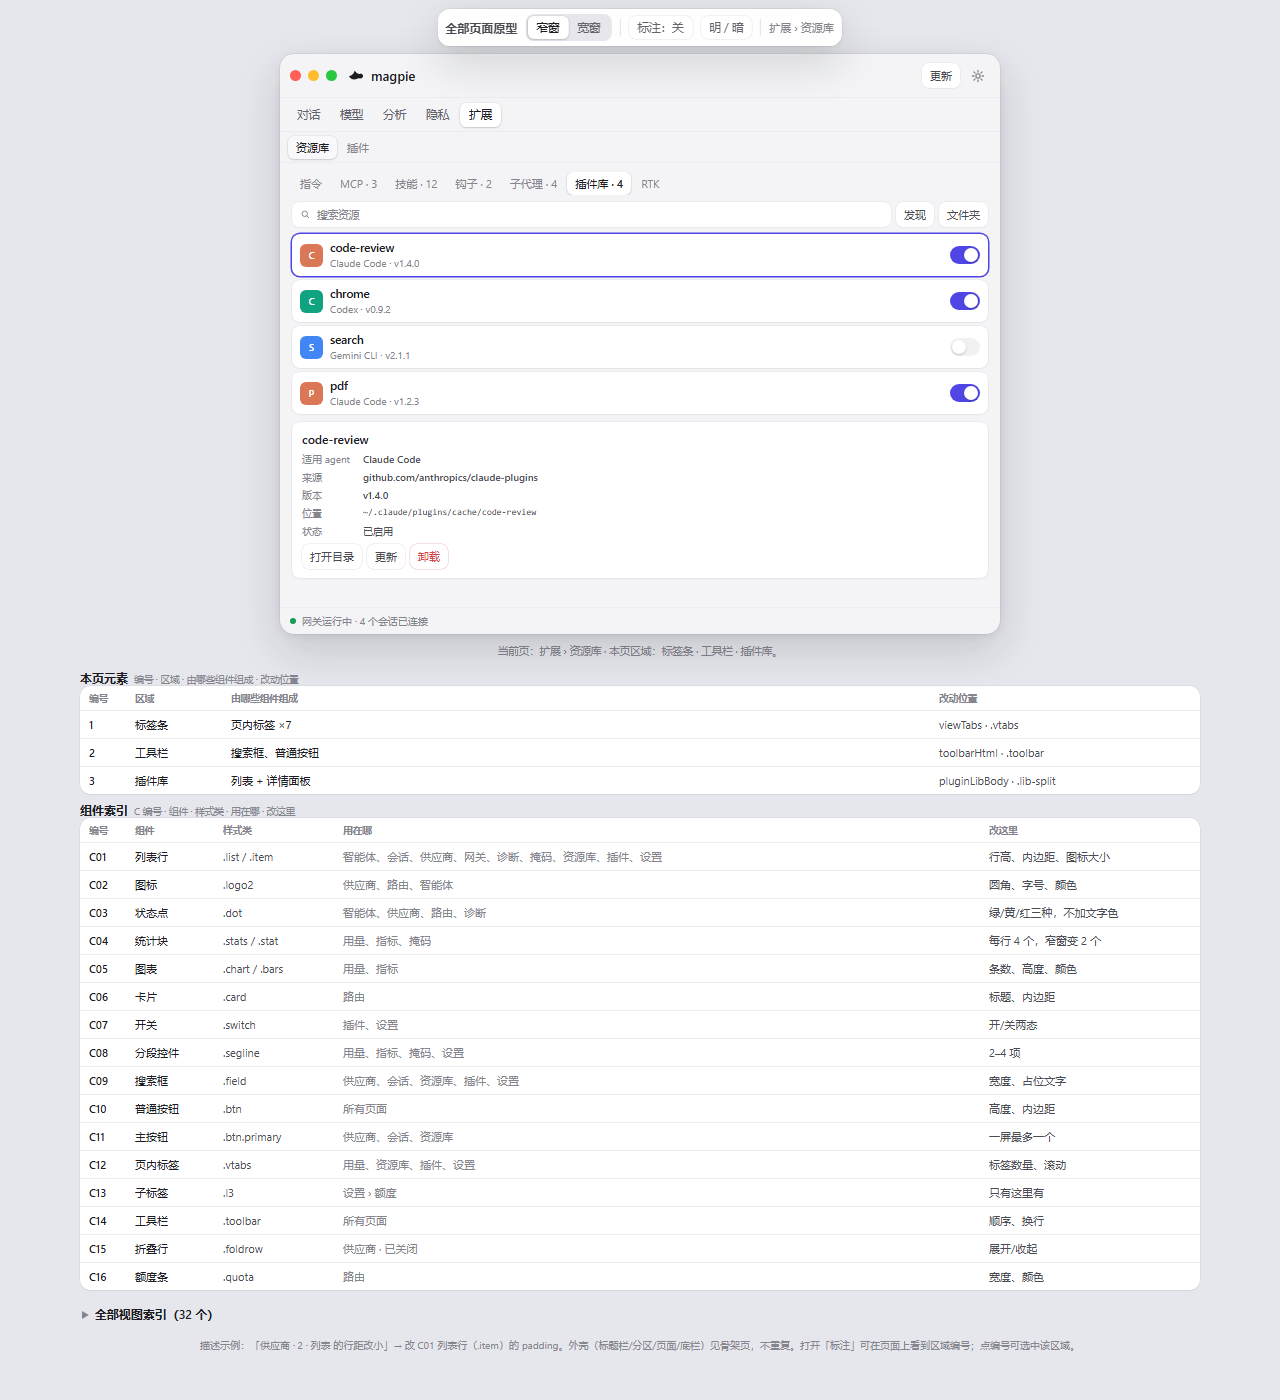 全部页面原型 窄窗 宽窗 标注：关 明 / 暗 扩展 › 资源库
magpie 更新
对话 模型 分析 隐私 扩展
资源库 插件
指令 MCP · 3 技能 · 12 钩子 · 2 子代理 · 4 插件库 · 4 RTK
搜索资源 发现 文件夹
C code-review
Claude Code · v1.4.0
C chrome
Codex · v0.9.2
S search
Gemini CLI · v2.1.1
P pdf
Claude Code · v1.2.3
code-review
适用 agent Claude Code
来源 github.com/anthropics/claude-plugins
版本 v1.4.0
位置 ~/.claude/plugins/cache/code-review
状态 已启用
打开目录 更新 卸载
网关运行中 · 4 个会话已连接
当前页：扩展 › 资源库 · 本页区域：标签条 · 工具栏 · 插件库。
本页元素 编号 · 区域 · 由哪些组件组成 · 改动位置
编号 区域 由哪些组件组成 改动位置
1 标签条 页内标签 ×7 viewTabs · .vtabs
2 工具栏 搜索框、普通按钮 toolbarHtml · .toolbar
3 插件库 列表 + 详情面板 pluginLibBody · .lib-split
组件索引 C 编号 · 组件 · 样式类 · 用在哪 · 改这里
编号 组件 样式类 用在哪 改这里
C01 列表行 .list / .item 智能体、会话、供应商、网关、诊断、掩码、资源库、插件、设置 行高、内边距、图标大小
C02 图标 .logo2 供应商、路由、智能体 圆角、字号、颜色
C03 状态点 .dot 智能体、供应商、路由、诊断 绿/黄/红三种，不加文字色
C04 统计块 .stats / .stat 用量、指标、掩码 每行 4 个，窄窗变 2 个
C05 图表 .chart / .bars 用量、指标 条数、高度、颜色
C06 卡片 .card 路由 标题、内边距
C07 开关 .switch 插件、设置 开/关两态
C08 分段控件 .segline 用量、指标、掩码、设置 2–4 项
C09 搜索框 .field 供应商、会话、资源库、插件、设置 宽度、占位文字
C10 普通按钮 .btn 所有页面 高度、内边距
C11 主按钮 .btn.primary 供应商、会话、资源库 一屏最多一个
C12 页内标签 .vtabs 用量、资源库、插件、设置 标签数量、滚动
C13 子标签 .l3 设置 › 额度 只有这里有
C14 工具栏 .toolbar 所有页面 顺序、换行
C15 折叠行 .foldrow 供应商 · 已关闭 展开/收起
C16 额度条 .quota 路由 宽度、颜色
全部视图索引（32 个）
描述示例：「供应商 · 2 · 列表 的行距改小」→ 改 C01 列表行（.item）的 padding。外壳（标题栏/分区/页面/底栏）见骨架页，不重复。打开「标注」可在页面上看到区域编号；点编号可选中该区域。